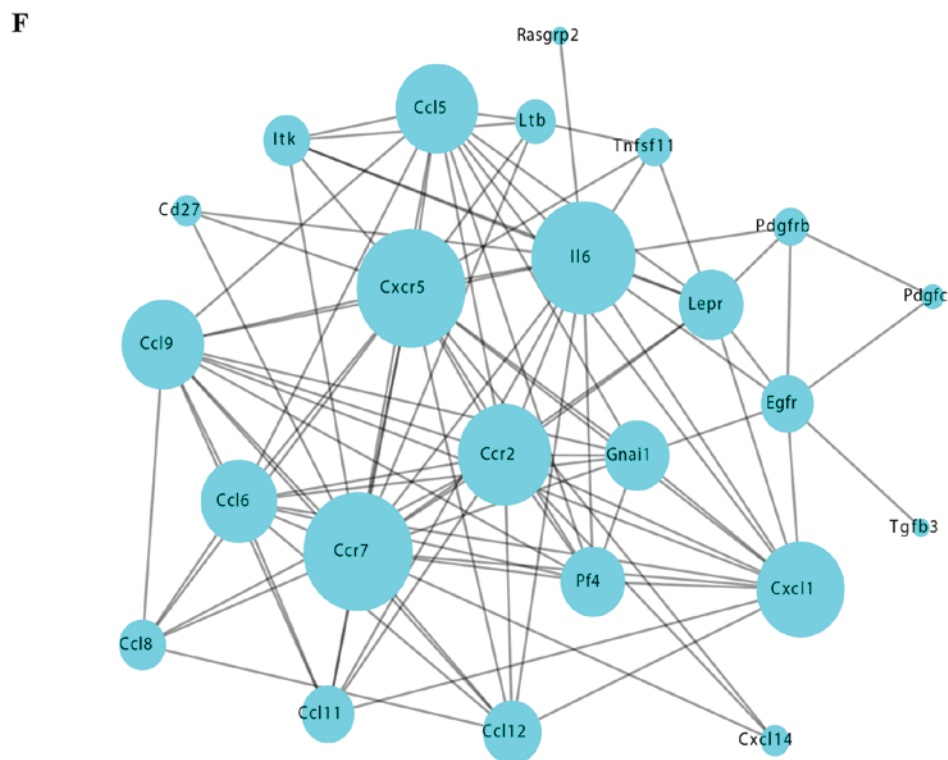 F
Rasgrp2
Ccl5
Ltb
Itk
Tnfsf11
Cd27
Pdgfrb
Il6
Cxcr5
Pdgfc
Lepr
Ccl9
Egfr
Ccr2
Gnai1
Ccl6
Tgfb3
Ccr7
Pf4
Cxcl1
Ccl8
Ccl11
Ccl12
Cxcl14